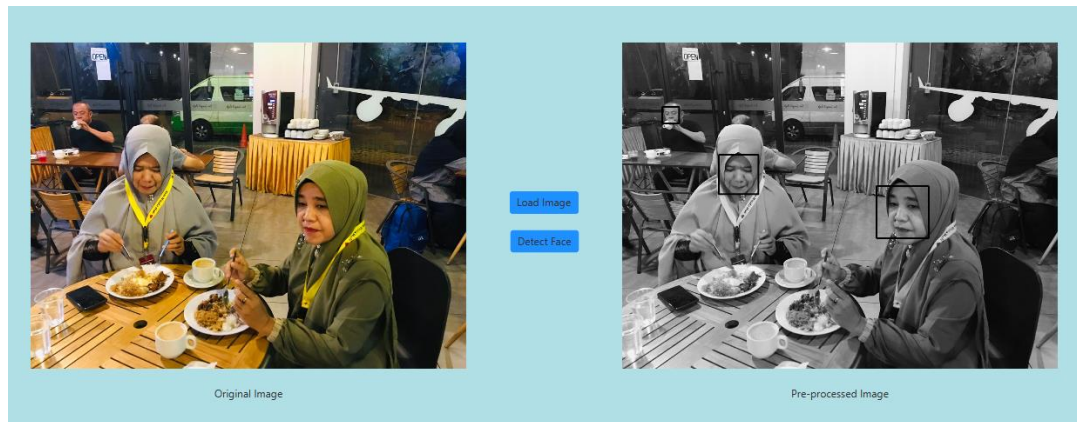 OPEN
OPEN
Load Image
Detect Face
Original Image
Pre-processed Image